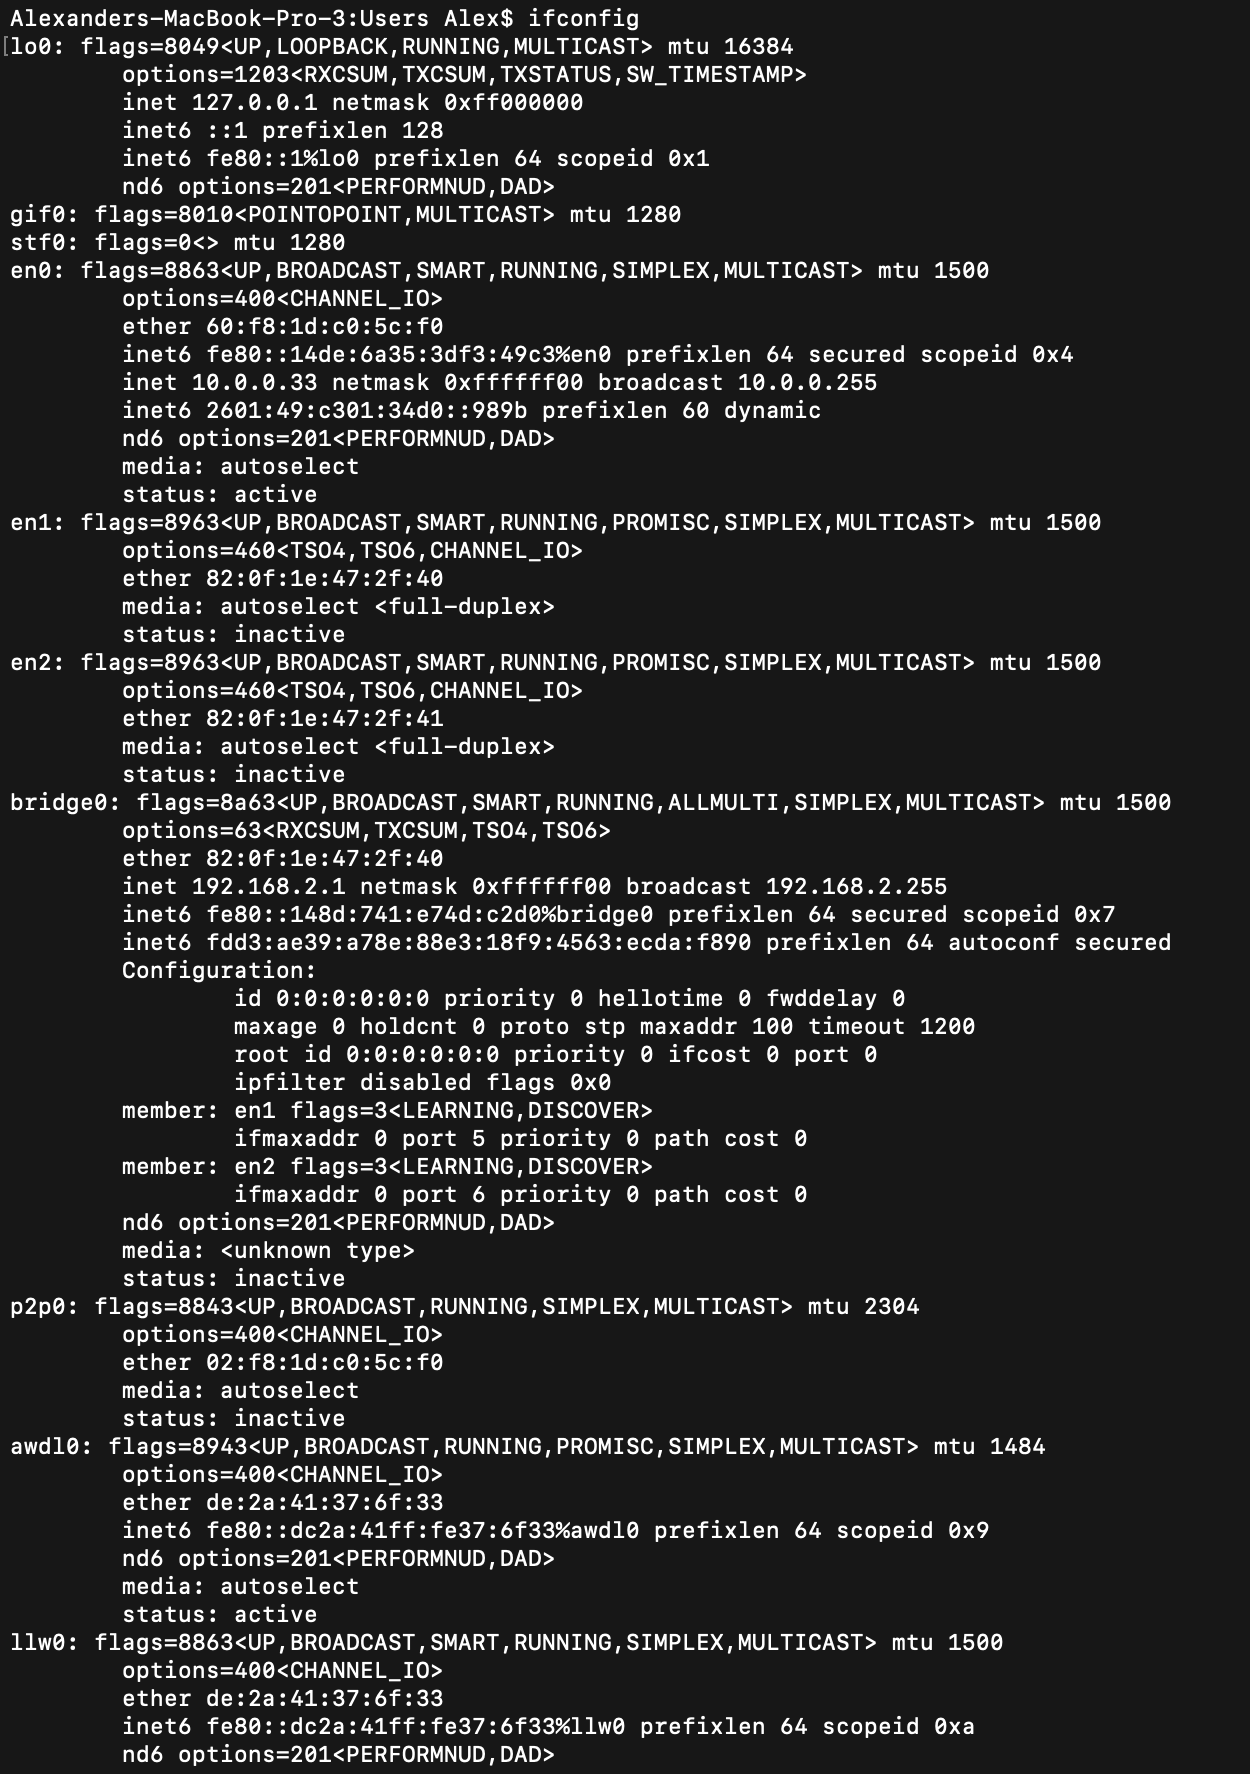 Alexanders-MacBook-Pro-3:Users Alex$ ifconfig
[lo0: flags=8049<UP,LOOPBACK,RUNNING,MULTICAST> mtu 16384
        options=1203<RXCSUM,TXCSUM,TXSTATUS,SW_TIMESTAMP>
        inet 127.0.0.1 netmask 0xff000000
        inet6 ::1 prefixlen 128
        inet6 fe80::1%lo0 prefixlen 64 scopeid 0x1
        nd6 options=201<PERFORMNUD,DAD>
gif0: flags=8010<POINTOPOINT,MULTICAST> mtu 1280
stf0: flags=0<> mtu 1280
en0: flags=8863<UP,BROADCAST,SMART,RUNNING,SIMPLEX,MULTICAST> mtu 1500
        options=400<CHANNEL_IO>
        ether 60:f8:1d:c0:5c:f0
        inet6 fe80::14de:6a35:3df3:49c3%en0 prefixlen 64 secured scopeid 0x4
        inet 10.0.0.33 netmask 0xffffff00 broadcast 10.0.0.255
        inet6 2601:49:c301:34d0::989b prefixlen 60 dynamic
        nd6 options=201<PERFORMNUD,DAD>
        media: autoselect
        status: active
en1: flags=8963<UP,BROADCAST,SMART,RUNNING,PROMISC,SIMPLEX,MULTICAST> mtu 1500
        options=460<TSO4,TSO6,CHANNEL_IO>
        ether 82:0f:1e:47:2f:40
        media: autoselect <full-duplex>
        status: inactive
en2: flags=8963<UP,BROADCAST,SMART,RUNNING,PROMISC,SIMPLEX,MULTICAST> mtu 1500
        options=460<TSO4,TSO6,CHANNEL_IO>
        ether 82:0f:1e:47:2f:41
        media: autoselect <full-duplex>
        status: inactive
bridge0: flags=8a63<UP,BROADCAST,SMART,RUNNING,ALLMULTI,SIMPLEX,MULTICAST> mtu 1500
        options=63<RXCSUM,TXCSUM,TSO4,TSO6>
        ether 82:0f:1e:47:2f:40
        inet 192.168.2.1 netmask 0xffffff00 broadcast 192.168.2.255
        inet6 fe80::148d:741:e74d:c2d0%bridge0 prefixlen 64 secured scopeid 0x7
        inet6 fdd3:ae39:a78e:88e3:18f9:4563:ecda:f890 prefixlen 64 autoconf secured
        Configuration:
                id 0:0:0:0:0:0 priority 0 hellotime 0 fwddelay 0
                maxage 0 holdcnt 0 proto stp maxaddr 100 timeout 1200
                root id 0:0:0:0:0:0 priority 0 ifcost 0 port 0
                ipfilter disabled flags 0x0
        member: en1 flags=3<LEARNING,DISCOVER>
                ifmaxaddr 0 port 5 priority 0 path cost 0
        member: en2 flags=3<LEARNING,DISCOVER>
                ifmaxaddr 0 port 6 priority 0 path cost 0
        nd6 options=201<PERFORMNUD,DAD>
        media: <unknown type>
        status: inactive
p2p0: flags=8843<UP,BROADCAST,RUNNING,SIMPLEX,MULTICAST> mtu 2304
        options=400<CHANNEL_IO>
        ether 02:f8:1d:c0:5c:f0
        media: autoselect
        status: inactive
awdl0: flags=8943<UP,BROADCAST,RUNNING,PROMISC,SIMPLEX,MULTICAST> mtu 1484
        options=400<CHANNEL_IO>
        ether de:2a:41:37:6f:33
        inet6 fe80::dc2a:41ff:fe37:6f33%awdl0 prefixlen 64 scopeid 0x9
        nd6 options=201<PERFORMNUD,DAD>
        media: autoselect
        status: active
llw0: flags=8863<UP,BROADCAST,SMART,RUNNING,SIMPLEX,MULTICAST> mtu 1500
        options=400<CHANNEL_IO>
        ether de:2a:41:37:6f:33
        inet6 fe80::dc2a:41ff:fe37:6f33%llw0 prefixlen 64 scopeid 0xa
        nd6 options=201<PERFORMNUD,DAD>